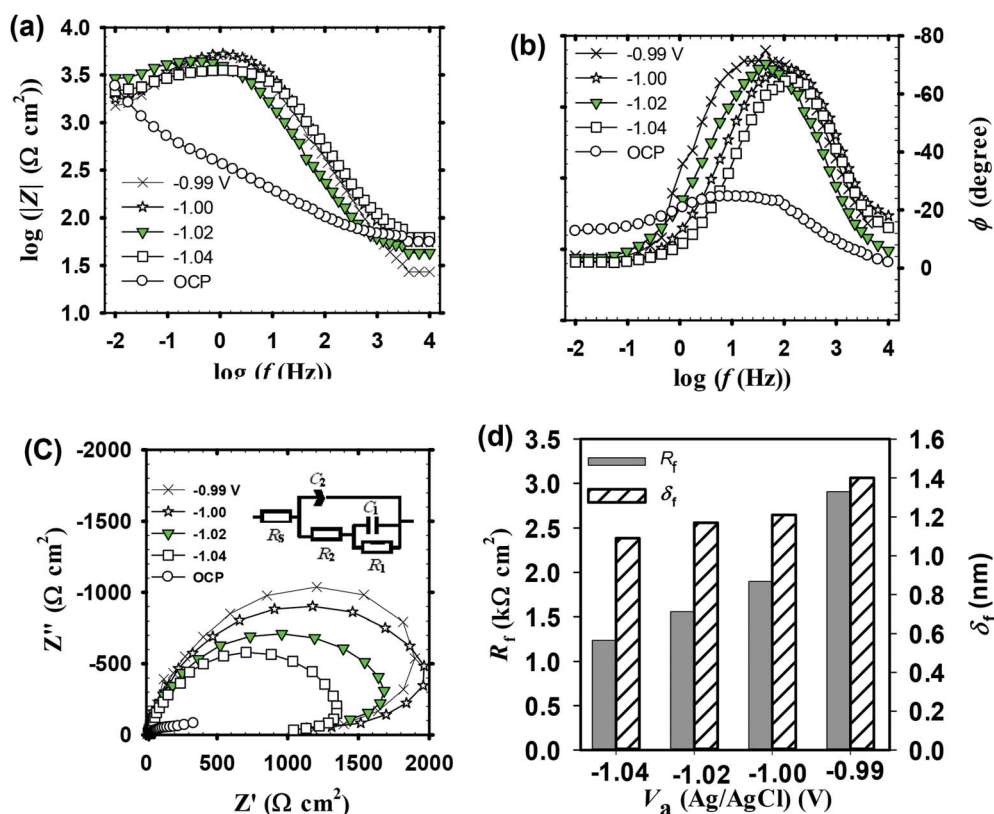 (a)
4.0
3.5
3.0
2.5
2.0
1.5
1.0
log (|Z| (Ω cm²)
-0.99 V
-1.00
-1.02
-1.04
OCP
-2 -1 0 1 2 3 4
log (f (Hz))
(b)
-0.99 V
-1.00
-1.02
-1.04
OCP
-80
-60
-40
-20
0
ϕ (degree)
-2 -1 0 1 2 3 4
log (f (Hz))
(C)
-2000
-1500
-1000
-500
0
Z'' (Ω cm²)
-0.99 V
-1.00
-1.02
-1.04
OCP
C₂
C₁
Rₛ
R₂
R₁
0 500 1000 1500 2000
Z' (Ω cm²)
(d)
3.5
3.0
2.5
2.0
1.5
1.0
0.5
0.0
R_f (kΩ cm²)
R_f
δ_f
1.6
1.4
1.2
1.0
0.8
0.6
0.4
0.2
0.0
δ_f (nm)
-1.04 -1.02 -1.00 -0.99
Vₐ (Ag/AgCl) (V)